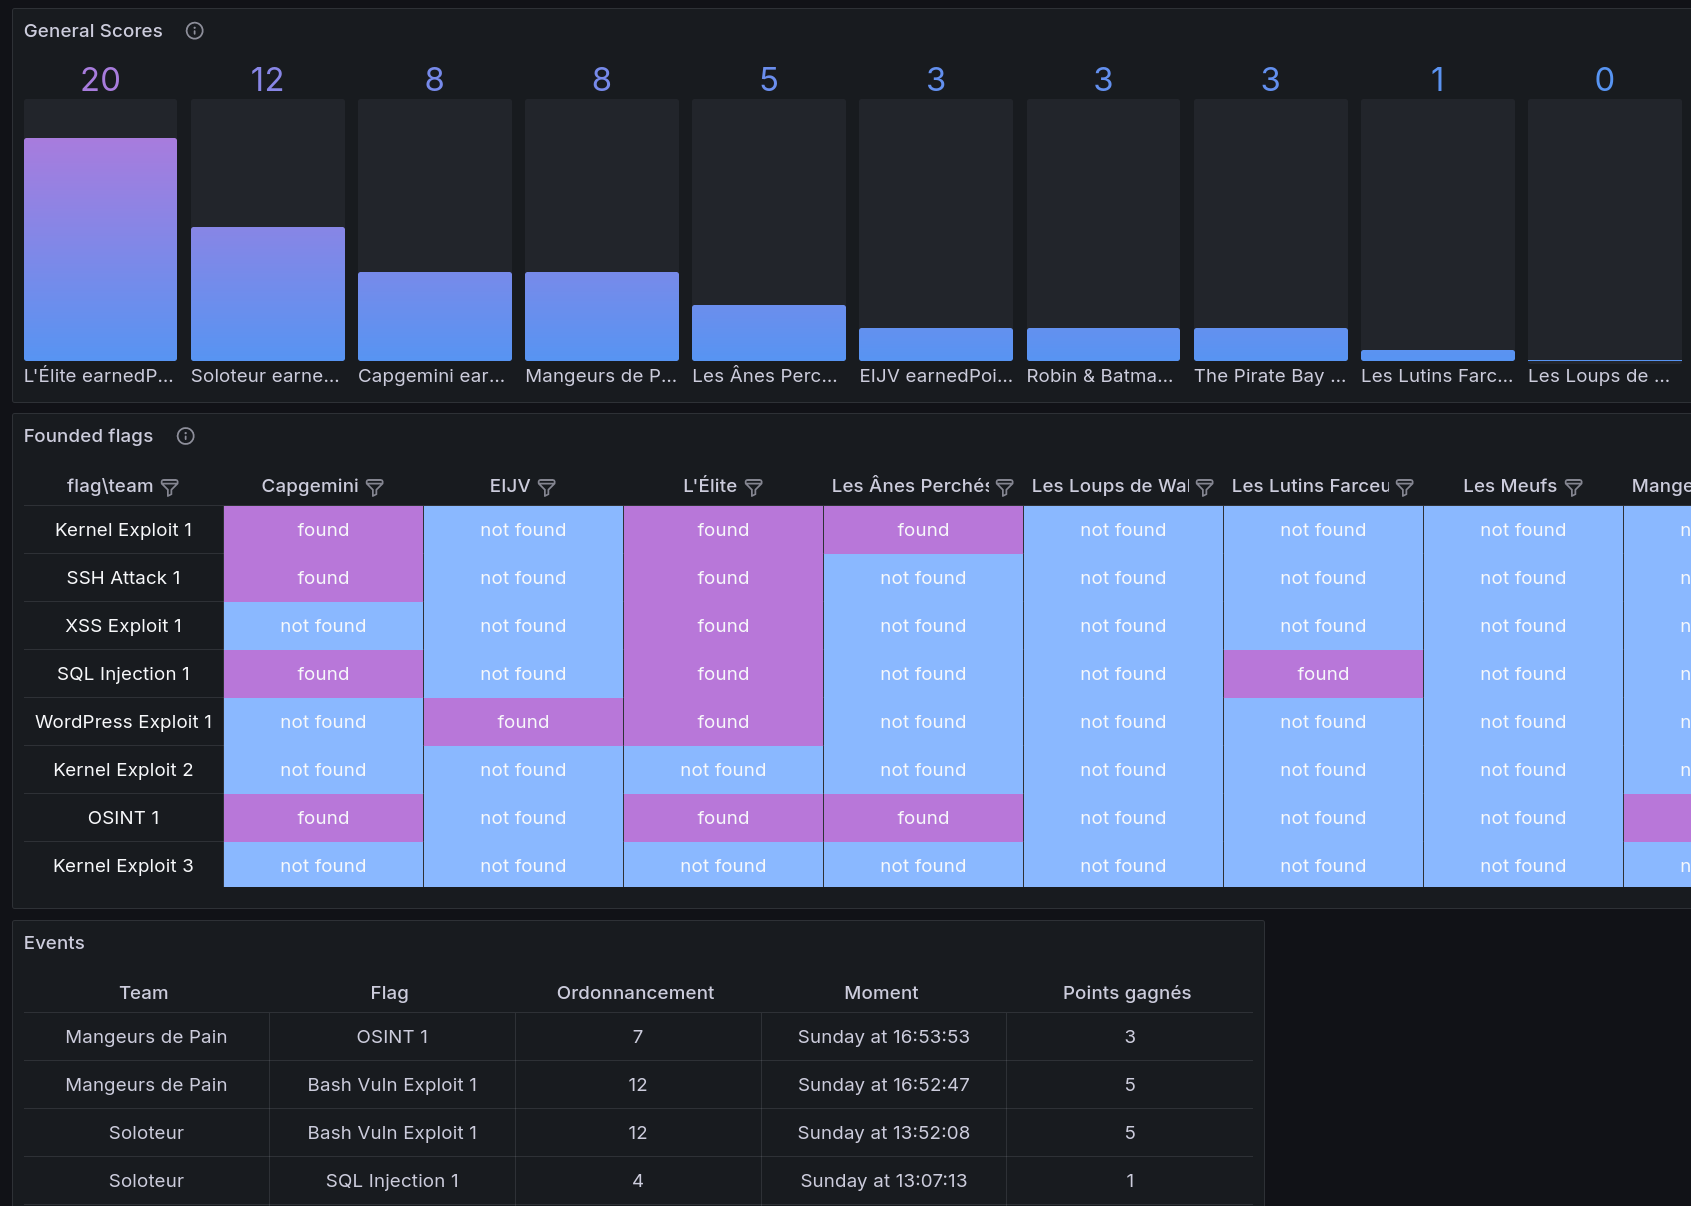 General Scores
20 12 8 8 5 3 3 3 1 0
L'Élite earnedP... Soloteur earne... Capgemini ear... Mangeurs de P... Les Ânes Perc... EIJV earnedPoi... Robin & Batma... The Pirate Bay ... Les Lutins Farc... Les Loups de ...
Founded flags
flag\team Capgemini EIJV L'Élite Les Ânes Perchés Les Loups de Wal Les Lutins Farceu Les Meufs Mange
Kernel Exploit 1 found not found found found not found not found not found n
SSH Attack 1 found not found found not found not found not found not found n
XSS Exploit 1 not found not found found not found not found not found not found n
SQL Injection 1 found not found found not found not found found not found n
WordPress Exploit 1 not found found found not found not found not found not found n
Kernel Exploit 2 not found not found not found not found not found not found not found n
OSINT 1 found not found found found not found not found not found
Kernel Exploit 3 not found not found not found not found not found not found not found n
Events
Team Flag Ordonnancement Moment Points gagnés
Mangeurs de Pain OSINT 1 7 Sunday at 16:53:53 3
Mangeurs de Pain Bash Vuln Exploit 1 12 Sunday at 16:52:47 5
Soloteur Bash Vuln Exploit 1 12 Sunday at 13:52:08 5
Soloteur SQL Injection 1 4 Sunday at 13:07:13 1